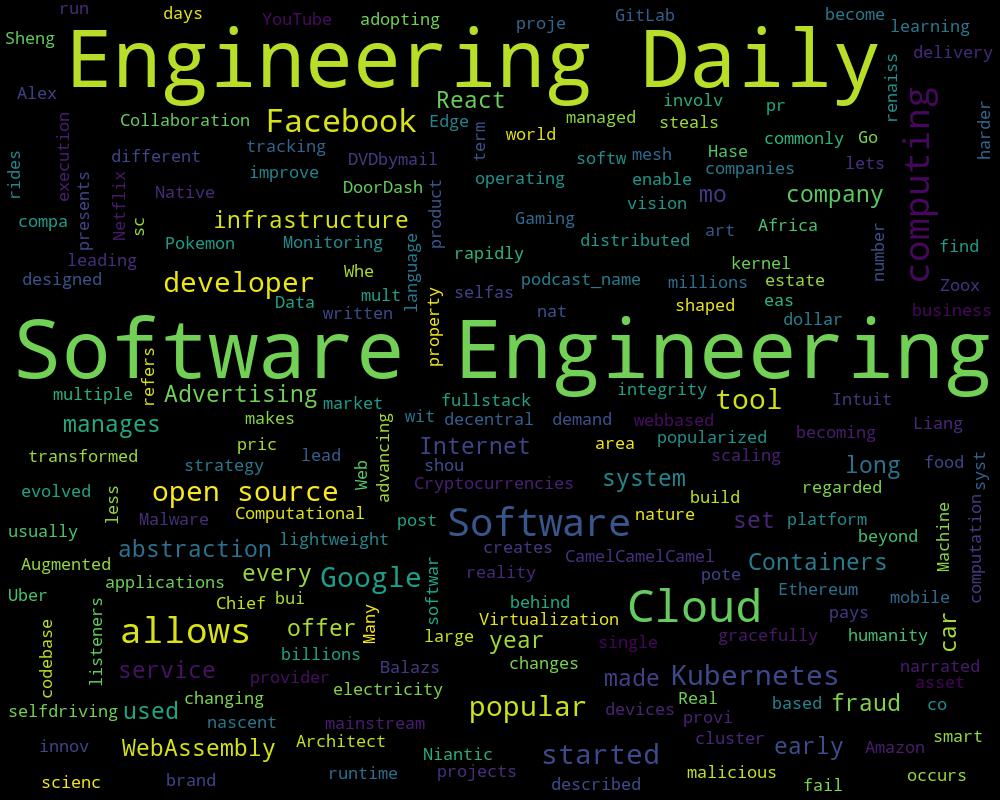 run days YouTube adopting proje GitLab become learning
Sheng Engineering Daily delivery
Alex renaiss computing harder
Collaboration Facebook React Edge term world managed involv steals pr commonly Go
rides execution presents Netflix different tracking DVDbymail softw mesh Hase companies lets
improve Native DoorDash product operating enable vision mo company
compa sc infrastructure Gaming distributed art Africa number find
leading Pokemon Monitoring language rapidly kernel
designed developer Whe Data mult written selfas podcast_name millions estate Zoox
property nat shaped eas dollar business
Software Engineering
refers multiple Advertising market fullstack integrity tool Intuit
manages makes wit decentral demand webbased popularized becoming Liang
transformed pric lead strategy Web advancing Internet shou area scaling long food syst
evolved less open source Cryptocurrencies system build regarded
usually Malware Computational post Software nature set platform beyond Machine computation
abstraction lightweight creates CamelCamelCamel Containers
Augmented applications every Google softwar reality pote Ethereum mobile
Uber Chief bui Many behind Virtualization Cloud pays car
codebase listeners allows offer large year single gracefully humanity
service billions provider Balazs changes made Kubernetes narrated asset
selfdriving used changing electricity popular devices Real provi based fraud co
nascent mainstream
innov WebAssembly Architect Niantic started cluster early Amazon smart
scienc brand runtime projects described malicious fail occurs